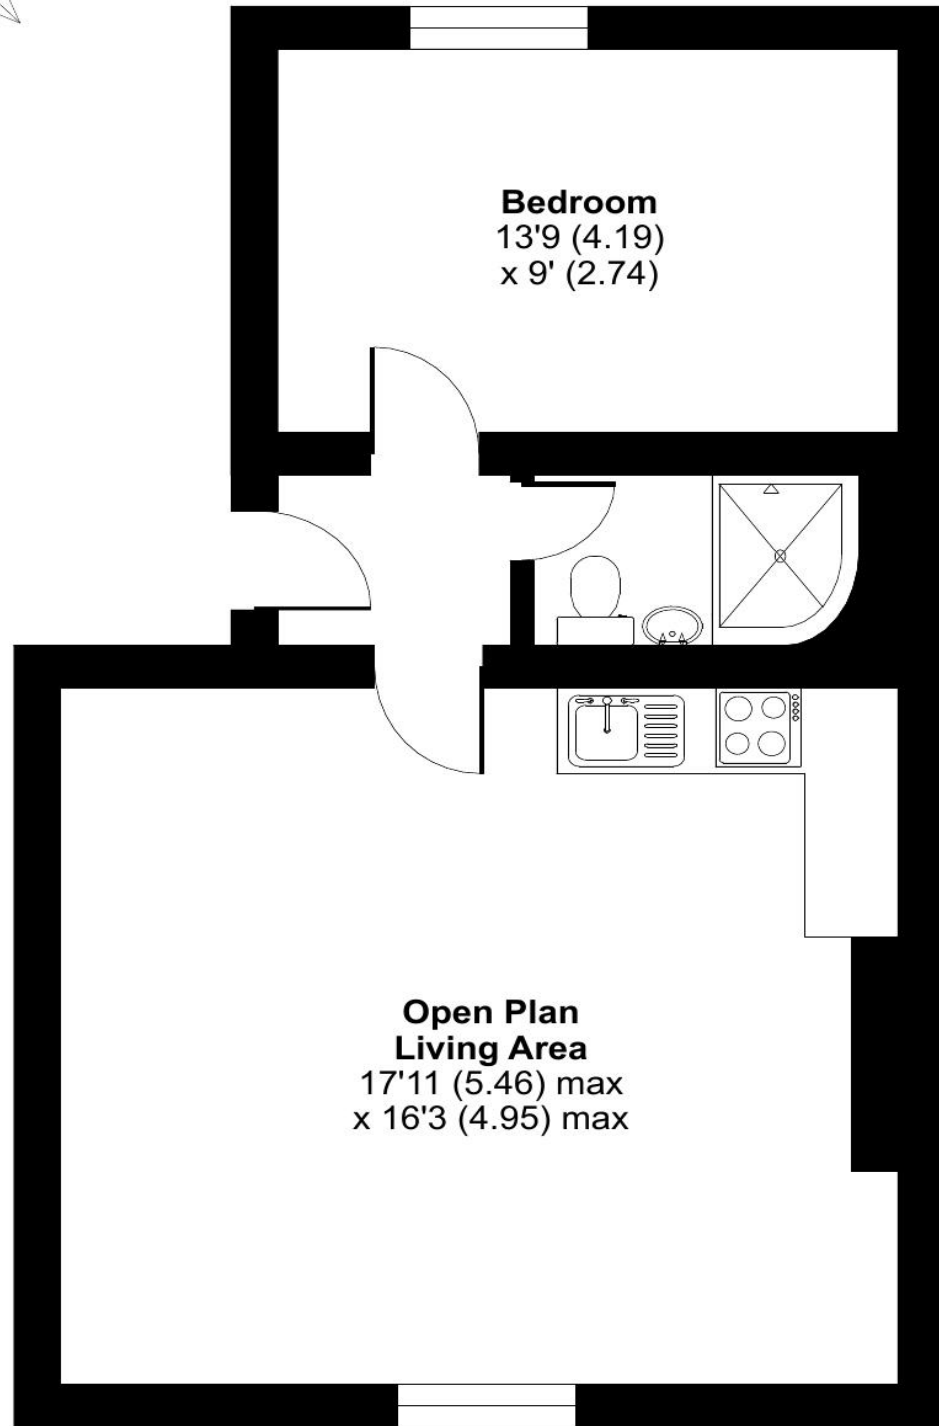 Bedroom
13'9 (4.19)
x 9' (2.74)
Open Plan
Living Area
17'11 (5.46) max
x 16'3 (4.95) max